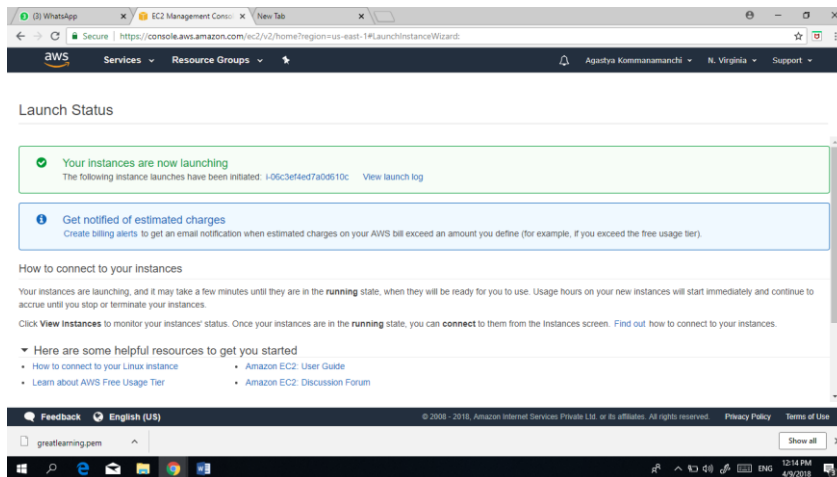 (3) WhatsApp
EC2 Management Consol
New Tab
Secure | https://console.aws.amazon.com/ec2/v2/home?region=us-east-1#LaunchInstanceWizard:
aws Services Resource Groups Agastya Kommanamanchi N. Virginia Support
Launch Status
Your instances are now launching
The following instance launches have been initiated: i-06c3ef4ed7a0d610c View launch log
Get notified of estimated charges
Create billing alerts to get an email notification when estimated charges on your AWS bill exceed an amount you define (for example, if you exceed the free usage tier).
How to connect to your instances
Your instances are launching, and it may take a few minutes until they are in the running state, when they will be ready for you to use. Usage hours on your new instances will start immediately and continue to
accrue until you stop or terminate your instances.
Click View Instances to monitor your instances' status. Once your instances are in the running state, you can connect to them from the Instances screen. Find out how to connect to your instances.
Here are some helpful resources to get you started
• How to connect to your Linux instance • Amazon EC2: User Guide
• Learn about AWS Free Usage Tier • Amazon EC2: Discussion Forum
Feedback English (US) © 2008 - 2018, Amazon Internet Services Private Ltd. or its affiliates. All rights reserved. Privacy Policy Terms of Use
greatlearning.pem Show all
ENG 12:14 PM
4/9/2018